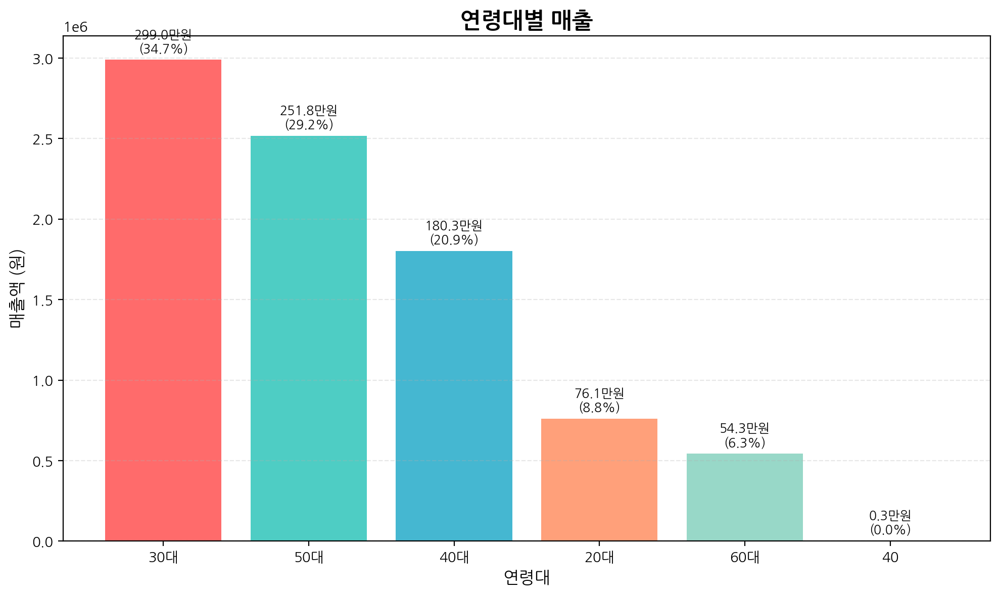 연령대별 매출
1e6
299.0만원
(34.7%)
3.0
251.8만원
(29.2%)
2.5
180.3만원
(20.9%)
2.0
매출액 (원)
1.5
1.0
76.1만원
(8.8%)
54.3만원
(6.3%)
0.5
0.3만원
(0.0%)
0.0
30대 50대 40대 20대 60대 40
연령대